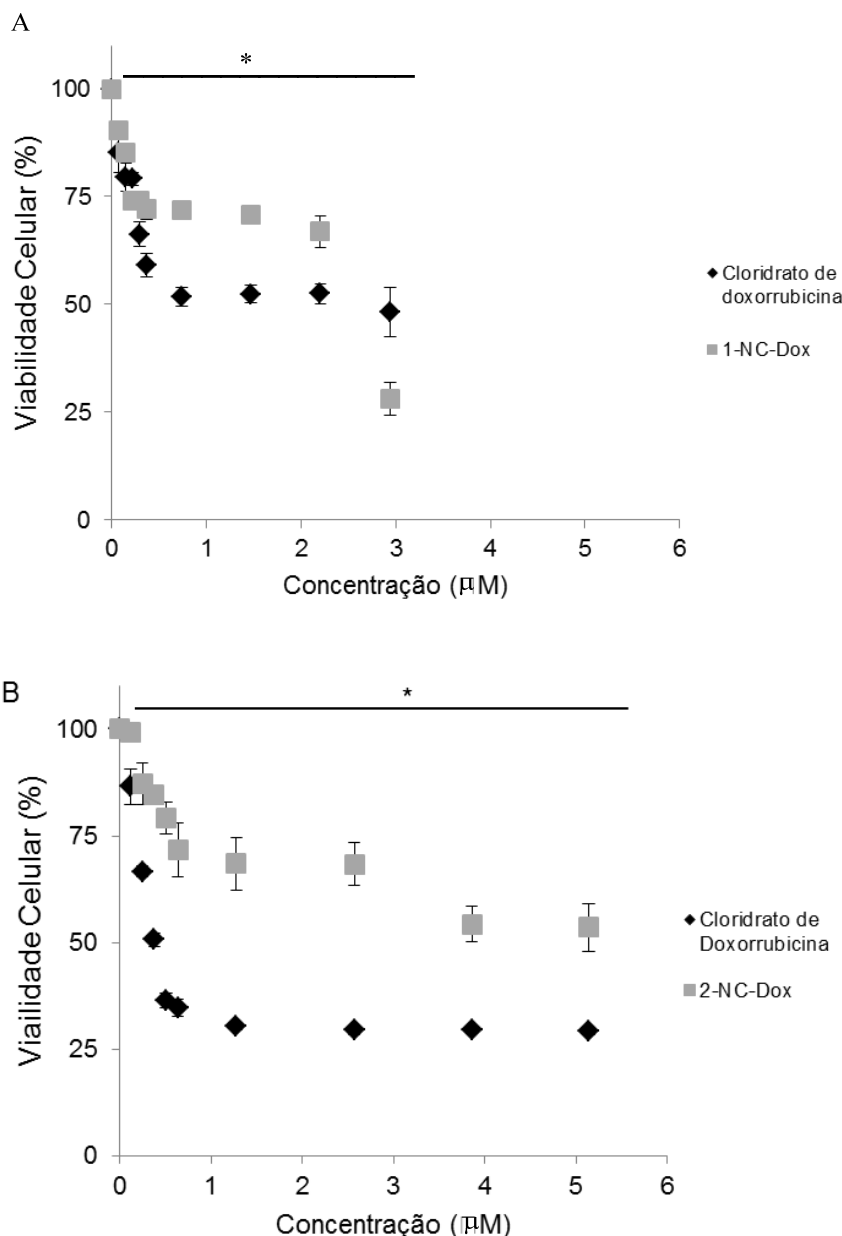 A
*
100
75
50
25
0
Viabilidade Celular (%)
0 1 2 3 4 5 6
Concentração (μM)
Cloridrato de
doxorrubicina
1-NC-Dox
B
*
100
75
50
25
0
Viailidade Celular (%)
0 1 2 3 4 5 6
Concentração (μM)
Cloridrato de
Doxorrubicina
2-NC-Dox